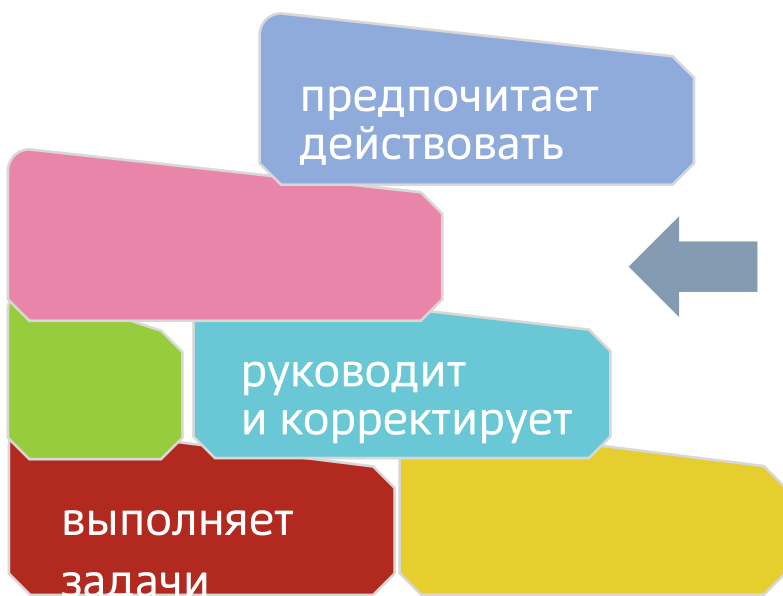 предпочитает
действовать
руководит
и корректирует
выполняет
задачи